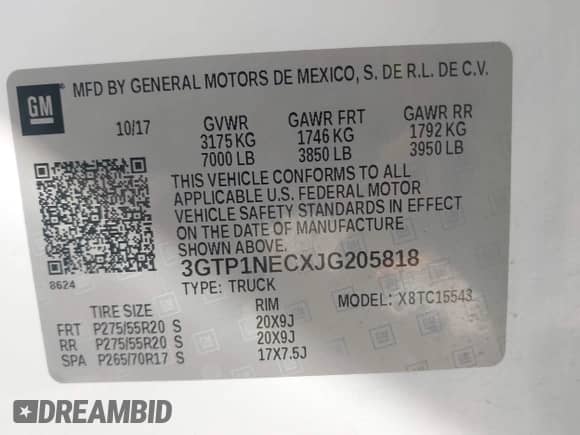 GM
MFD BY GENERAL MOTORS DE MEXICO, S. DE R.L. DE C.V.
10/17 GVWR GAWR FRT GAWR RR
3175 KG 1746 KG 1792 KG
7000 LB 3850 LB 3950 LB
THIS VEHICLE CONFORMS TO ALL
APPLICABLE U.S. FEDERAL MOTOR
VEHICLE SAFETY STANDARDS IN EFFECT
ON THE DATE OF MANUFACTURE
SHOWN ABOVE.
8624
3GTP1NECXJG205818
TYPE: TRUCK MODEL: X8TC15543
TIRE SIZE RIM
FRT P275/55R20 S 20X9J
RR P275/55R20 S 20X9J
SPA P265/70R17 S 17X7.5J
DREAMBID